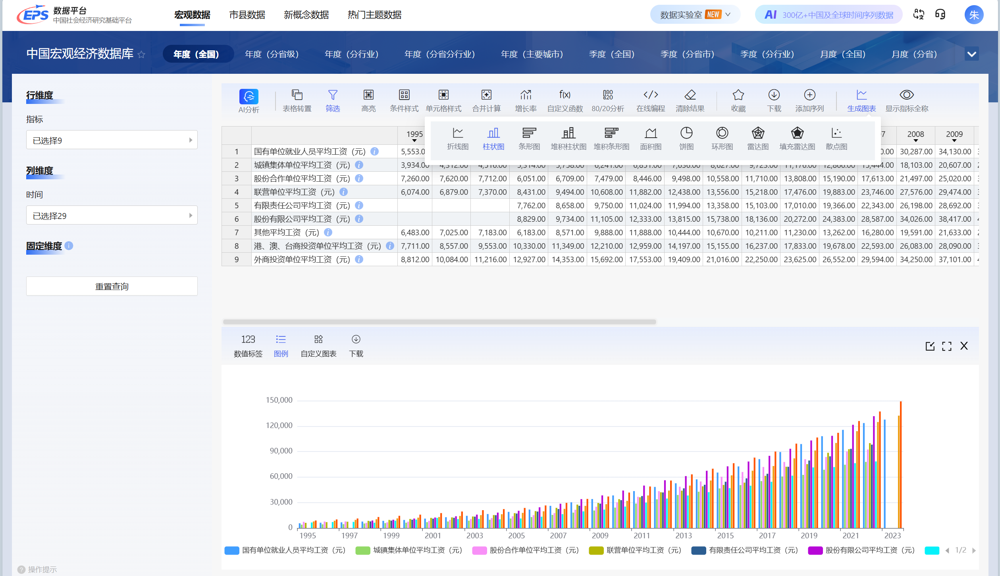 EPS 数据平台
中国社会经济研究基础平台
宏观数据 市县数据 新概念数据 热门主题数据
数据实验室 NEW
AI 300亿+中国及全球时间序列数据
朱
中国宏观经济数据库
年度（全国） 年度（分省级） 年度（分行业） 年度（分省分行业） 年度（主要城市） 季度（全国） 季度（分省市） 季度（分行业） 月度（全国） 月度（分省）
行维度
指标
已选择9
列维度
时间
已选择29
固定维度
重置查询
操作提示
AI分析 表格转置 筛选 高亮 条件样式 单元格样式 合并计算 增长率 自定义函数 80/20分析 在线编程 清除结果 收藏 下载 添加序列 生成图表 显示指标全称
折线图 柱状图 条形图 堆积柱状图 堆积条形图 面积图 饼图 环形图 雷达图 填充雷达图 散点图
1995 7 2008 2009
1 国有单位就业人员平均工资（元） 5,553.0 0.00 30,287.00 34,130.00
2 城镇集体单位平均工资（元） 3,934.00 4,312.00 4,516.00 5,314.00 5,758.00 6,241.00 6,851.00 7,636.00 8,627.00 9,723.00 11,176.00 12,866.00 15,444.00 18,103.00 20,607.00
3 股份合作单位平均工资（元） 7,260.00 7,620.00 7,712.00 6,051.00 6,709.00 7,479.00 8,446.00 9,498.00 10,558.00 11,710.00 13,808.00 15,190.00 17,613.00 21,497.00 25,020.00
4 联营单位平均工资（元） 6,074.00 6,879.00 7,370.00 8,431.00 9,494.00 10,608.00 11,882.00 12,438.00 13,556.00 15,218.00 17,476.00 19,883.00 23,746.00 27,576.00 29,474.00
5 有限责任公司平均工资（元） 7,762.00 8,658.00 9,750.00 11,024.00 11,994.00 13,358.00 15,103.00 17,010.00 19,366.00 22,343.00 26,198.00 28,692.00
6 股份有限公司平均工资（元） 8,829.00 9,734.00 11,105.00 12,333.00 13,815.00 15,738.00 18,136.00 20,272.00 24,383.00 28,587.00 34,026.00 38,417.00
7 其他平均工资（元） 6,483.00 7,025.00 7,183.00 6,183.00 8,571.00 9,888.00 11,888.00 10,444.00 10,670.00 10,211.00 11,230.00 13,262.00 16,280.00 19,591.00 21,633.00
8 港、澳、台商投资单位平均工资（元） 7,711.00 8,557.00 9,553.00 10,330.00 11,349.00 12,210.00 12,959.00 14,197.00 15,155.00 16,237.00 17,833.00 19,678.00 22,593.00 26,083.00 28,090.00
9 外商投资单位平均工资（元） 8,812.00 10,084.00 11,216.00 12,927.00 14,353.00 15,692.00 17,553.00 19,409.00 21,016.00 22,250.00 23,625.00 26,552.00 29,594.00 34,250.00 37,101.00
123
数值标签 图例 自定义图表 下载
150,000
120,000
90,000
60,000
30,000
0
1995 1997 1999 2001 2003 2005 2007 2009 2011 2013 2015 2017 2019 2021 2023
国有单位就业人员平均工资（元） 城镇集体单位平均工资（元） 股份合作单位平均工资（元） 联营单位平均工资（元） 有限责任公司平均工资（元） 股份有限公司平均工资（元） 1/2